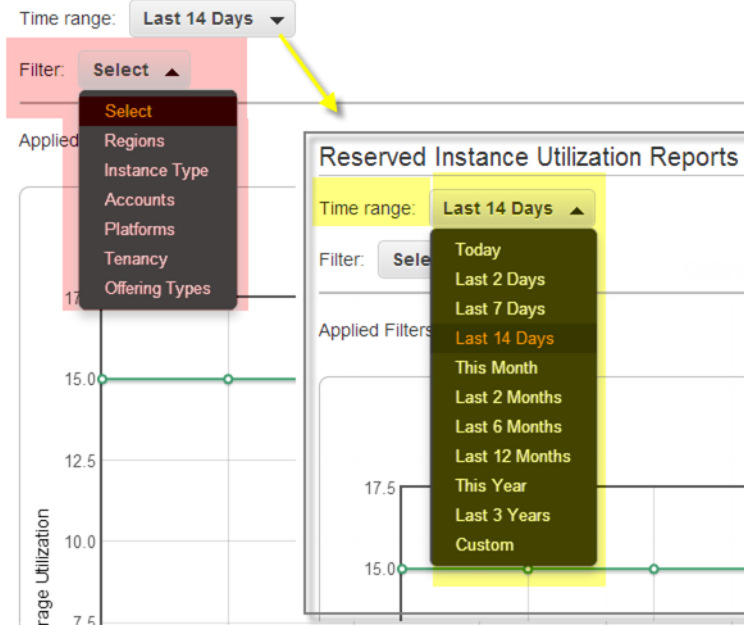 Time range: Last 14 Days
Filter: Select
Select
Regions
Instance Type
Accounts
Platforms
Tenancy
Offering Types
Applied
17
15.0
12.5
10.0
7.5
rage Utilization
Reserved Instance Utilization Reports
Time range: Last 14 Days
Filter: Sele
Today
Last 2 Days
Last 7 Days
Last 14 Days
This Month
Last 2 Months
Last 6 Months
Last 12 Months
This Year
Last 3 Years
Custom
Applied Filters
17.5
15.0